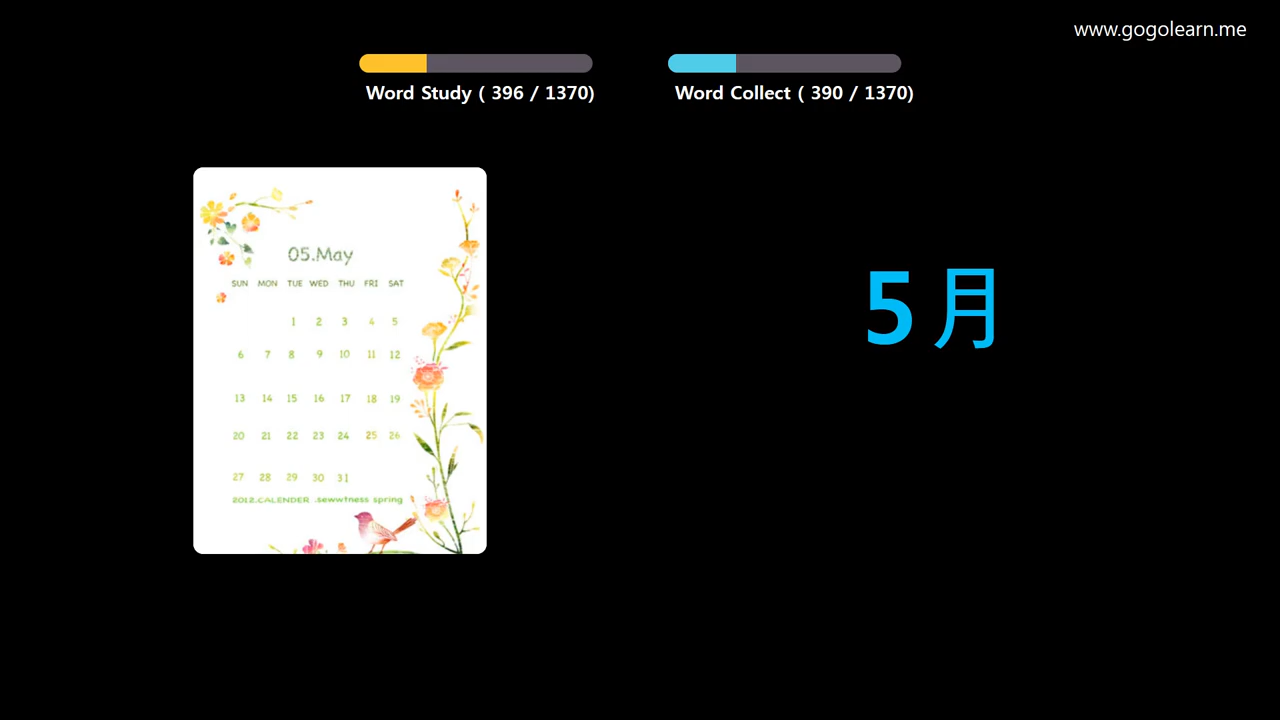 www.gogolearn.me
Word Study ( 396 / 1370)
Word Collect ( 390 / 1370)
05.May
SUN MON TUE WED THU FRI SAT
1 2 3 4 5
6 7 8 9 10 11 12
13 14 15 16 17 18 19
20 21 22 23 24 25 26
27 28 29 30 31
2012.CALENDER .sewwtness spring
5月